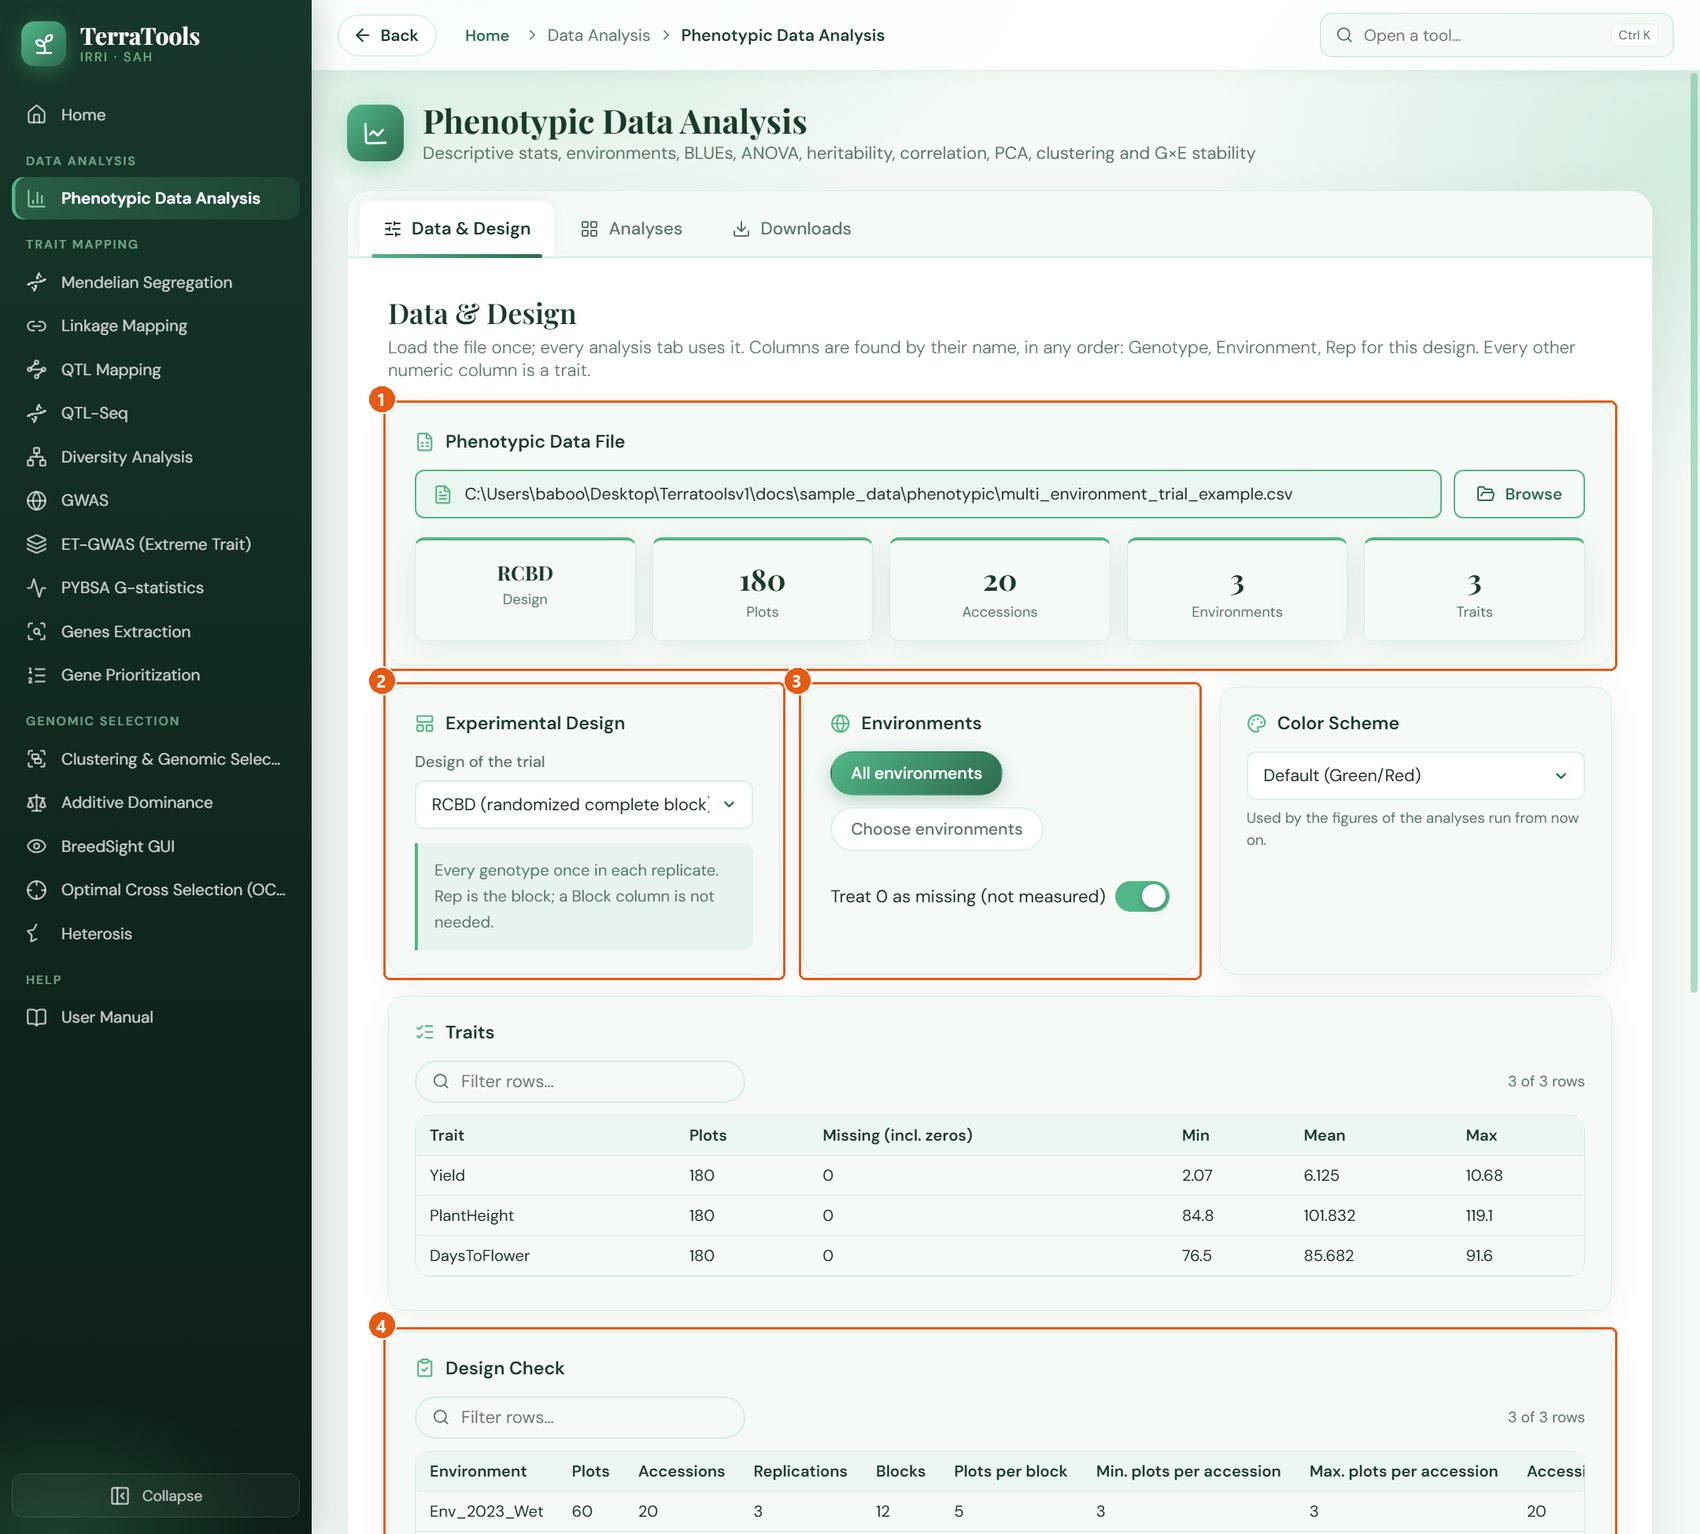 TerraTools
IRRI · SAH
Home
DATA ANALYSIS
Phenotypic Data Analysis
TRAIT MAPPING
Mendelian Segregation
Linkage Mapping
QTL Mapping
QTL-Seq
Diversity Analysis
GWAS
ET-GWAS (Extreme Trait)
PYBSA G-statistics
Genes Extraction
Gene Prioritization
GENOMIC SELECTION
Clustering & Genomic Selec...
Additive Dominance
BreedSight GUI
Optimal Cross Selection (OC...
Heterosis
HELP
User Manual
Collapse
Back Home > Data Analysis > Phenotypic Data Analysis
Open a tool... Ctrl K
Phenotypic Data Analysis
Descriptive stats, environments, BLUEs, ANOVA, heritability, correlation, PCA, clustering and G×E stability
Data & Design Analyses Downloads
Data & Design
Load the file once; every analysis tab uses it. Columns are found by their name, in any order: Genotype, Environment, Rep for this design. Every other
numeric column is a trait.
1
Phenotypic Data File
C:\Users\baboo\Desktop\Terratoolsv1\docs\sample_data\phenotypic\multi_environment_trial_example.csv Browse
RCBD 180 20 3 3
Design Plots Accessions Environments Traits
2
Experimental Design
Design of the trial
RCBD (randomized complete block)
Every genotype once in each replicate.
Rep is the block; a Block column is not
needed.
3
Environments
All environments
Choose environments
Treat 0 as missing (not measured)
Color Scheme
Default (Green/Red)
Used by the figures of the analyses run from now
on.
Traits
Filter rows... 3 of 3 rows
Trait Plots Missing (incl. zeros) Min Mean Max
Yield 180 0 2.07 6.125 10.68
PlantHeight 180 0 84.8 101.832 119.1
DaysToFlower 180 0 76.5 85.682 91.6
4
Design Check
Filter rows... 3 of 3 rows
Environment Plots Accessions Replications Blocks Plots per block Min. plots per accession Max. plots per accession Accessi
Env_2023_Wet 60 20 3 12 5 3 3 20